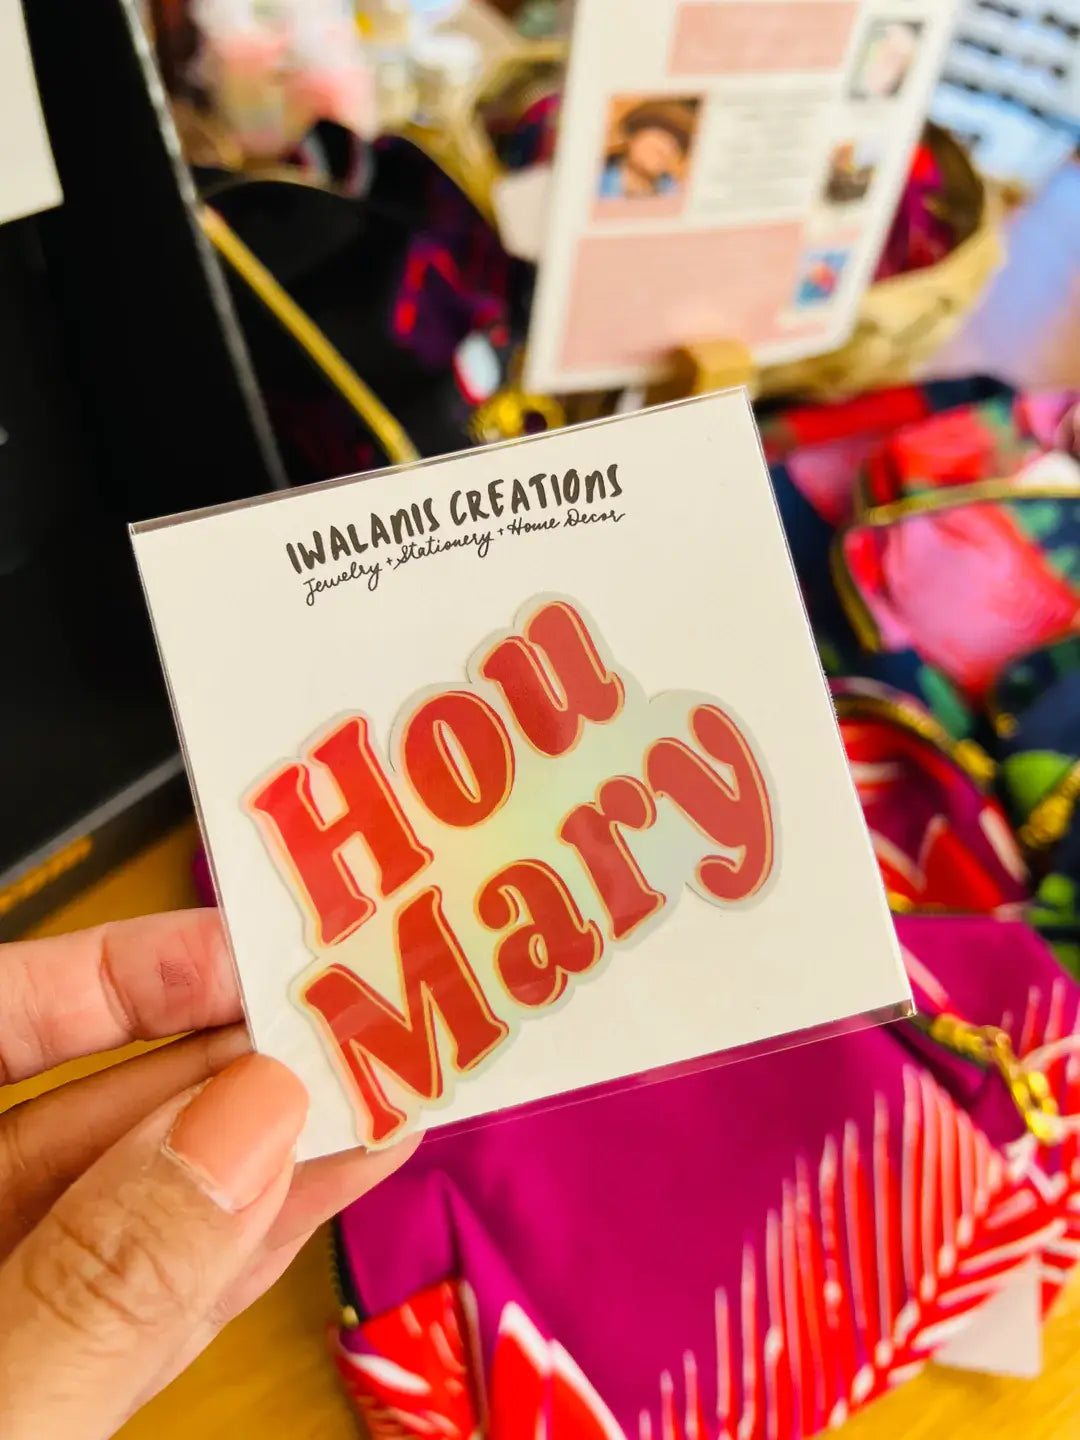 IWALANIS CREATIONS
Jewelry + Stationery + Home Decor
Hou
Mary